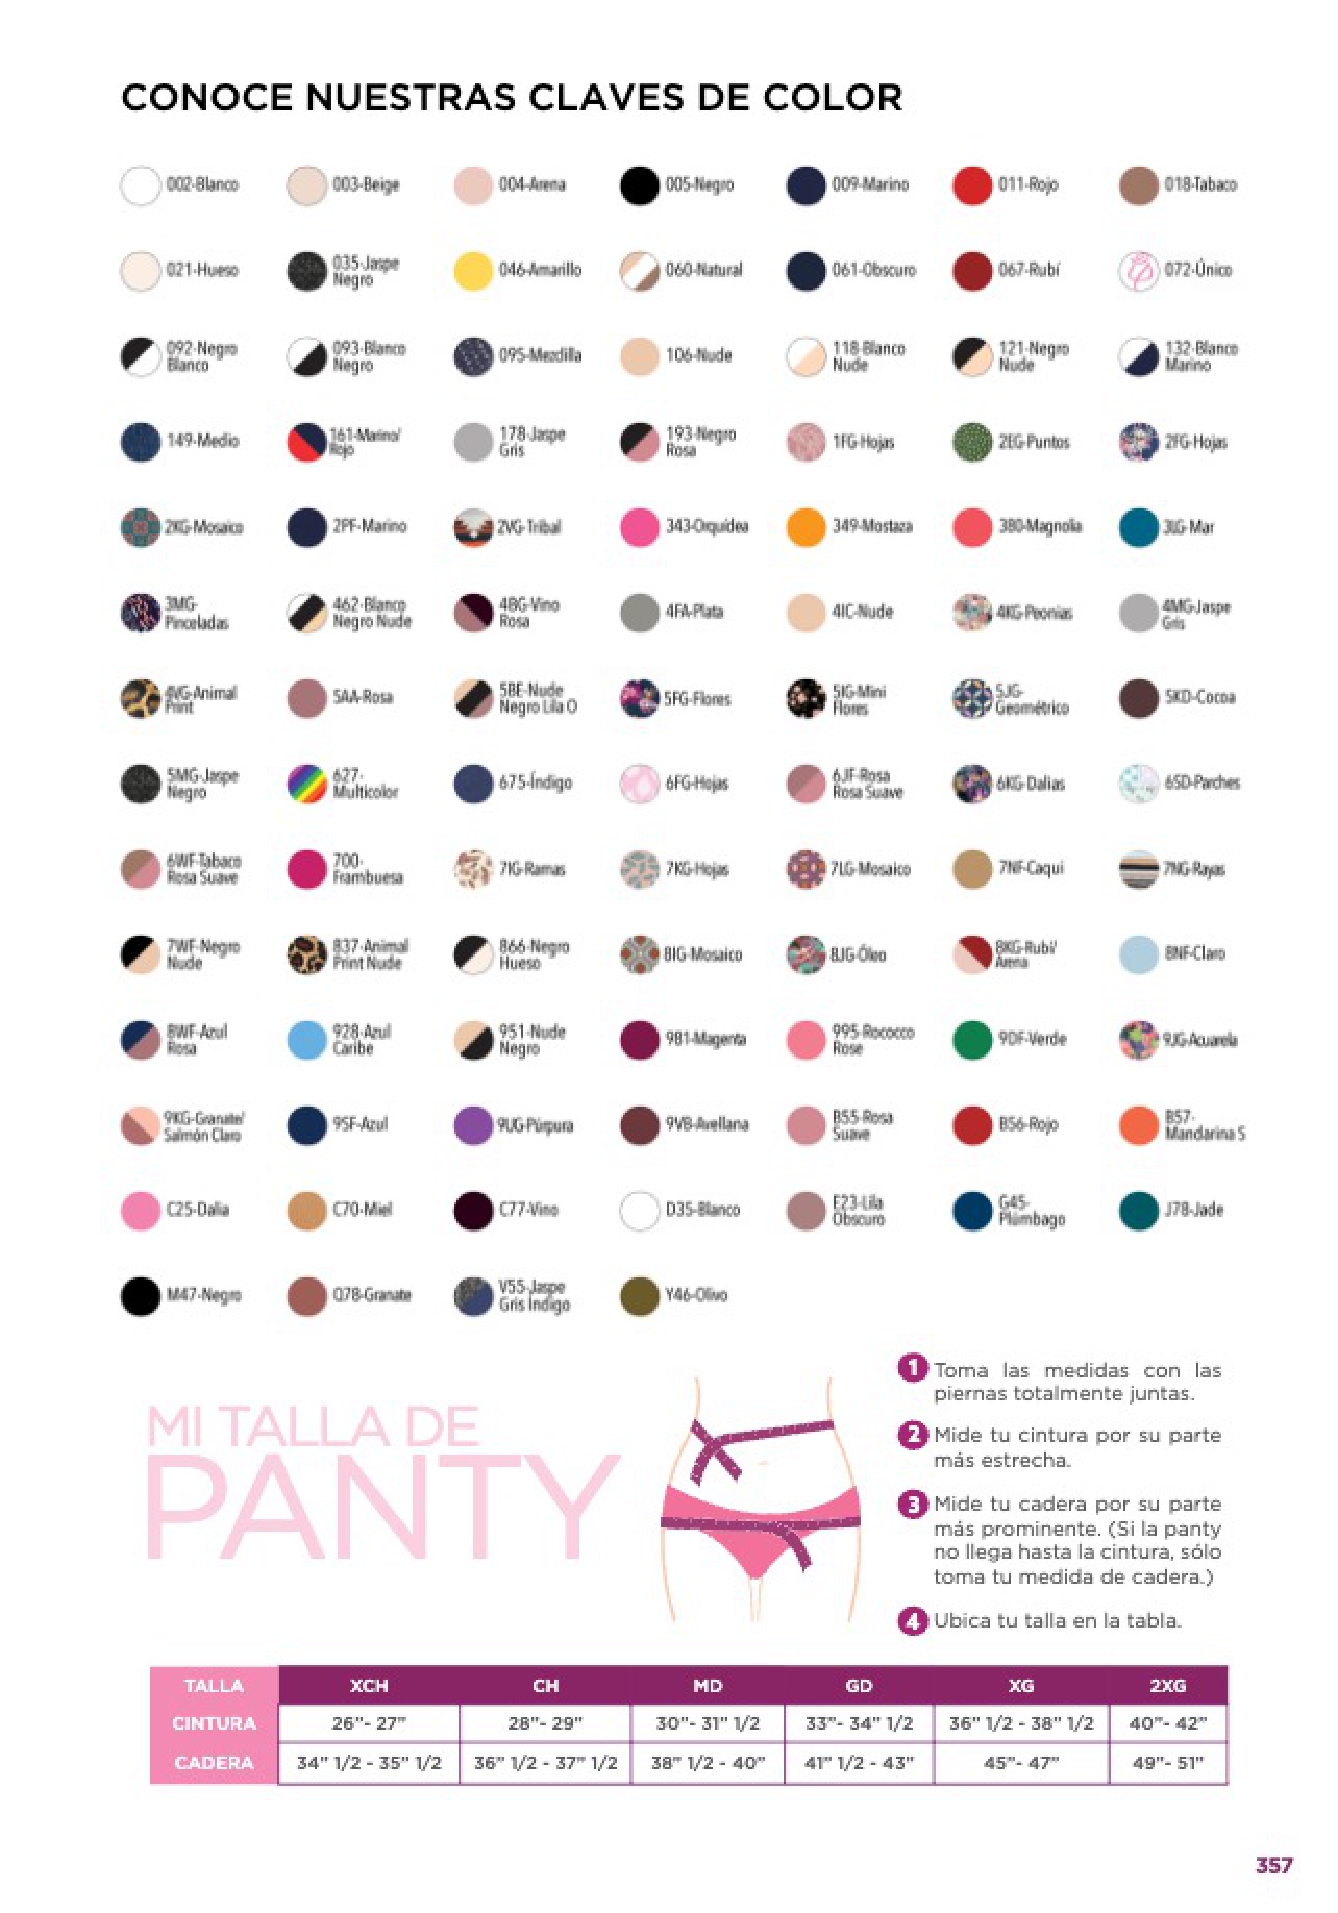 CONOCE NUESTRAS CLAVES DE COLOR
002-Blanco
003-Beige
004-Arena
005-Negro
009-Marino
011-Rojo
018-Tabaco
021-Hueso
035-Jaspe
Negro
046-Amarillo
060-Natural
061-Obscuro
067-Rubí
072-Único
092-Negro
Blanco
093-Blanco
Negro
095-Mezclilla
106-Nude
118-Blanco
Nude
121-Negro
Nude
132-Blanco
Marino
149-Medio
161-Marino/
Rojo
178-Jaspe
Gris
193-Negro
Rosa
1FG-Hojas
2EG-Puntos
2FG-Hojas
2KG-Mosaico
2PF-Marino
2VG-Tribal
343-Orquídea
349-Mostaza
380-Magnolia
3LG-Mar
3MG-
Pinceladas
462-Blanco
Negro Nude
4BG-Vino
Rosa
4FA-Plata
4IC-Nude
4KG-Peonias
4MG-Jaspe
Gris
4VG-Animal
Print
5AA-Rosa
5BE-Nude
Negro Lila O
5FG-Flores
5IG-Mini
Flores
5JG-
Geométrico
5KD-Cocoa
5MG-Jaspe
Negro
627-
Multicolor
675-Índigo
6FG-Hojas
6JF-Rosa
Rosa Suave
6KG-Dalias
6SD-Parches
6WF-Tabaco
Rosa Suave
700-
Frambuesa
7IG-Ramas
7KG-Hojas
7LG-Mosaico
7NF-Caqui
7NG-Rayas
7WF-Negro
Nude
837-Animal
Print Nude
866-Negro
Hueso
8IG-Mosaico
8JG-Óleo
8KG-Rubí/
Arena
8NF-Claro
8WF-Azul
Rosa
928-Azul
Caribe
951-Nude
Negro
981-Magenta
995-Rococco
Rose
9DF-Verde
9JG-Acuarela
9KG-Granate/
Salmón Claro
9SF-Azul
9UG-Púrpura
9VB-Avellana
B55-Rosa
Suave
B56-Rojo
B57-
Mandarina S
C25-Dalia
C70-Miel
C77-Vino
D35-Blanco
E23-Lila
Obscuro
G45-
Plúmbago
J78-Jade
M47-Negro
Q78-Granate
V55-Jaspe
Gris Índigo
Y46-Olivo
MI TALLA DE
PANTY
1 Toma las medidas con las
piernas totalmente juntas.
2 Mide tu cintura por su parte
más estrecha.
3 Mide tu cadera por su parte
más prominente. (Si la panty
no llega hasta la cintura, sólo
toma tu medida de cadera.)
4 Ubica tu talla en la tabla.
TALLA XCH CH MD GD XG 2XG
CINTURA 26"- 27" 28"- 29" 30"- 31" 1/2 33"- 34" 1/2 36" 1/2 - 38" 1/2 40"- 42"
CADERA 34" 1/2 - 35" 1/2 36" 1/2 - 37" 1/2 38" 1/2 - 40" 41" 1/2 - 43" 45"- 47" 49"- 51"
357